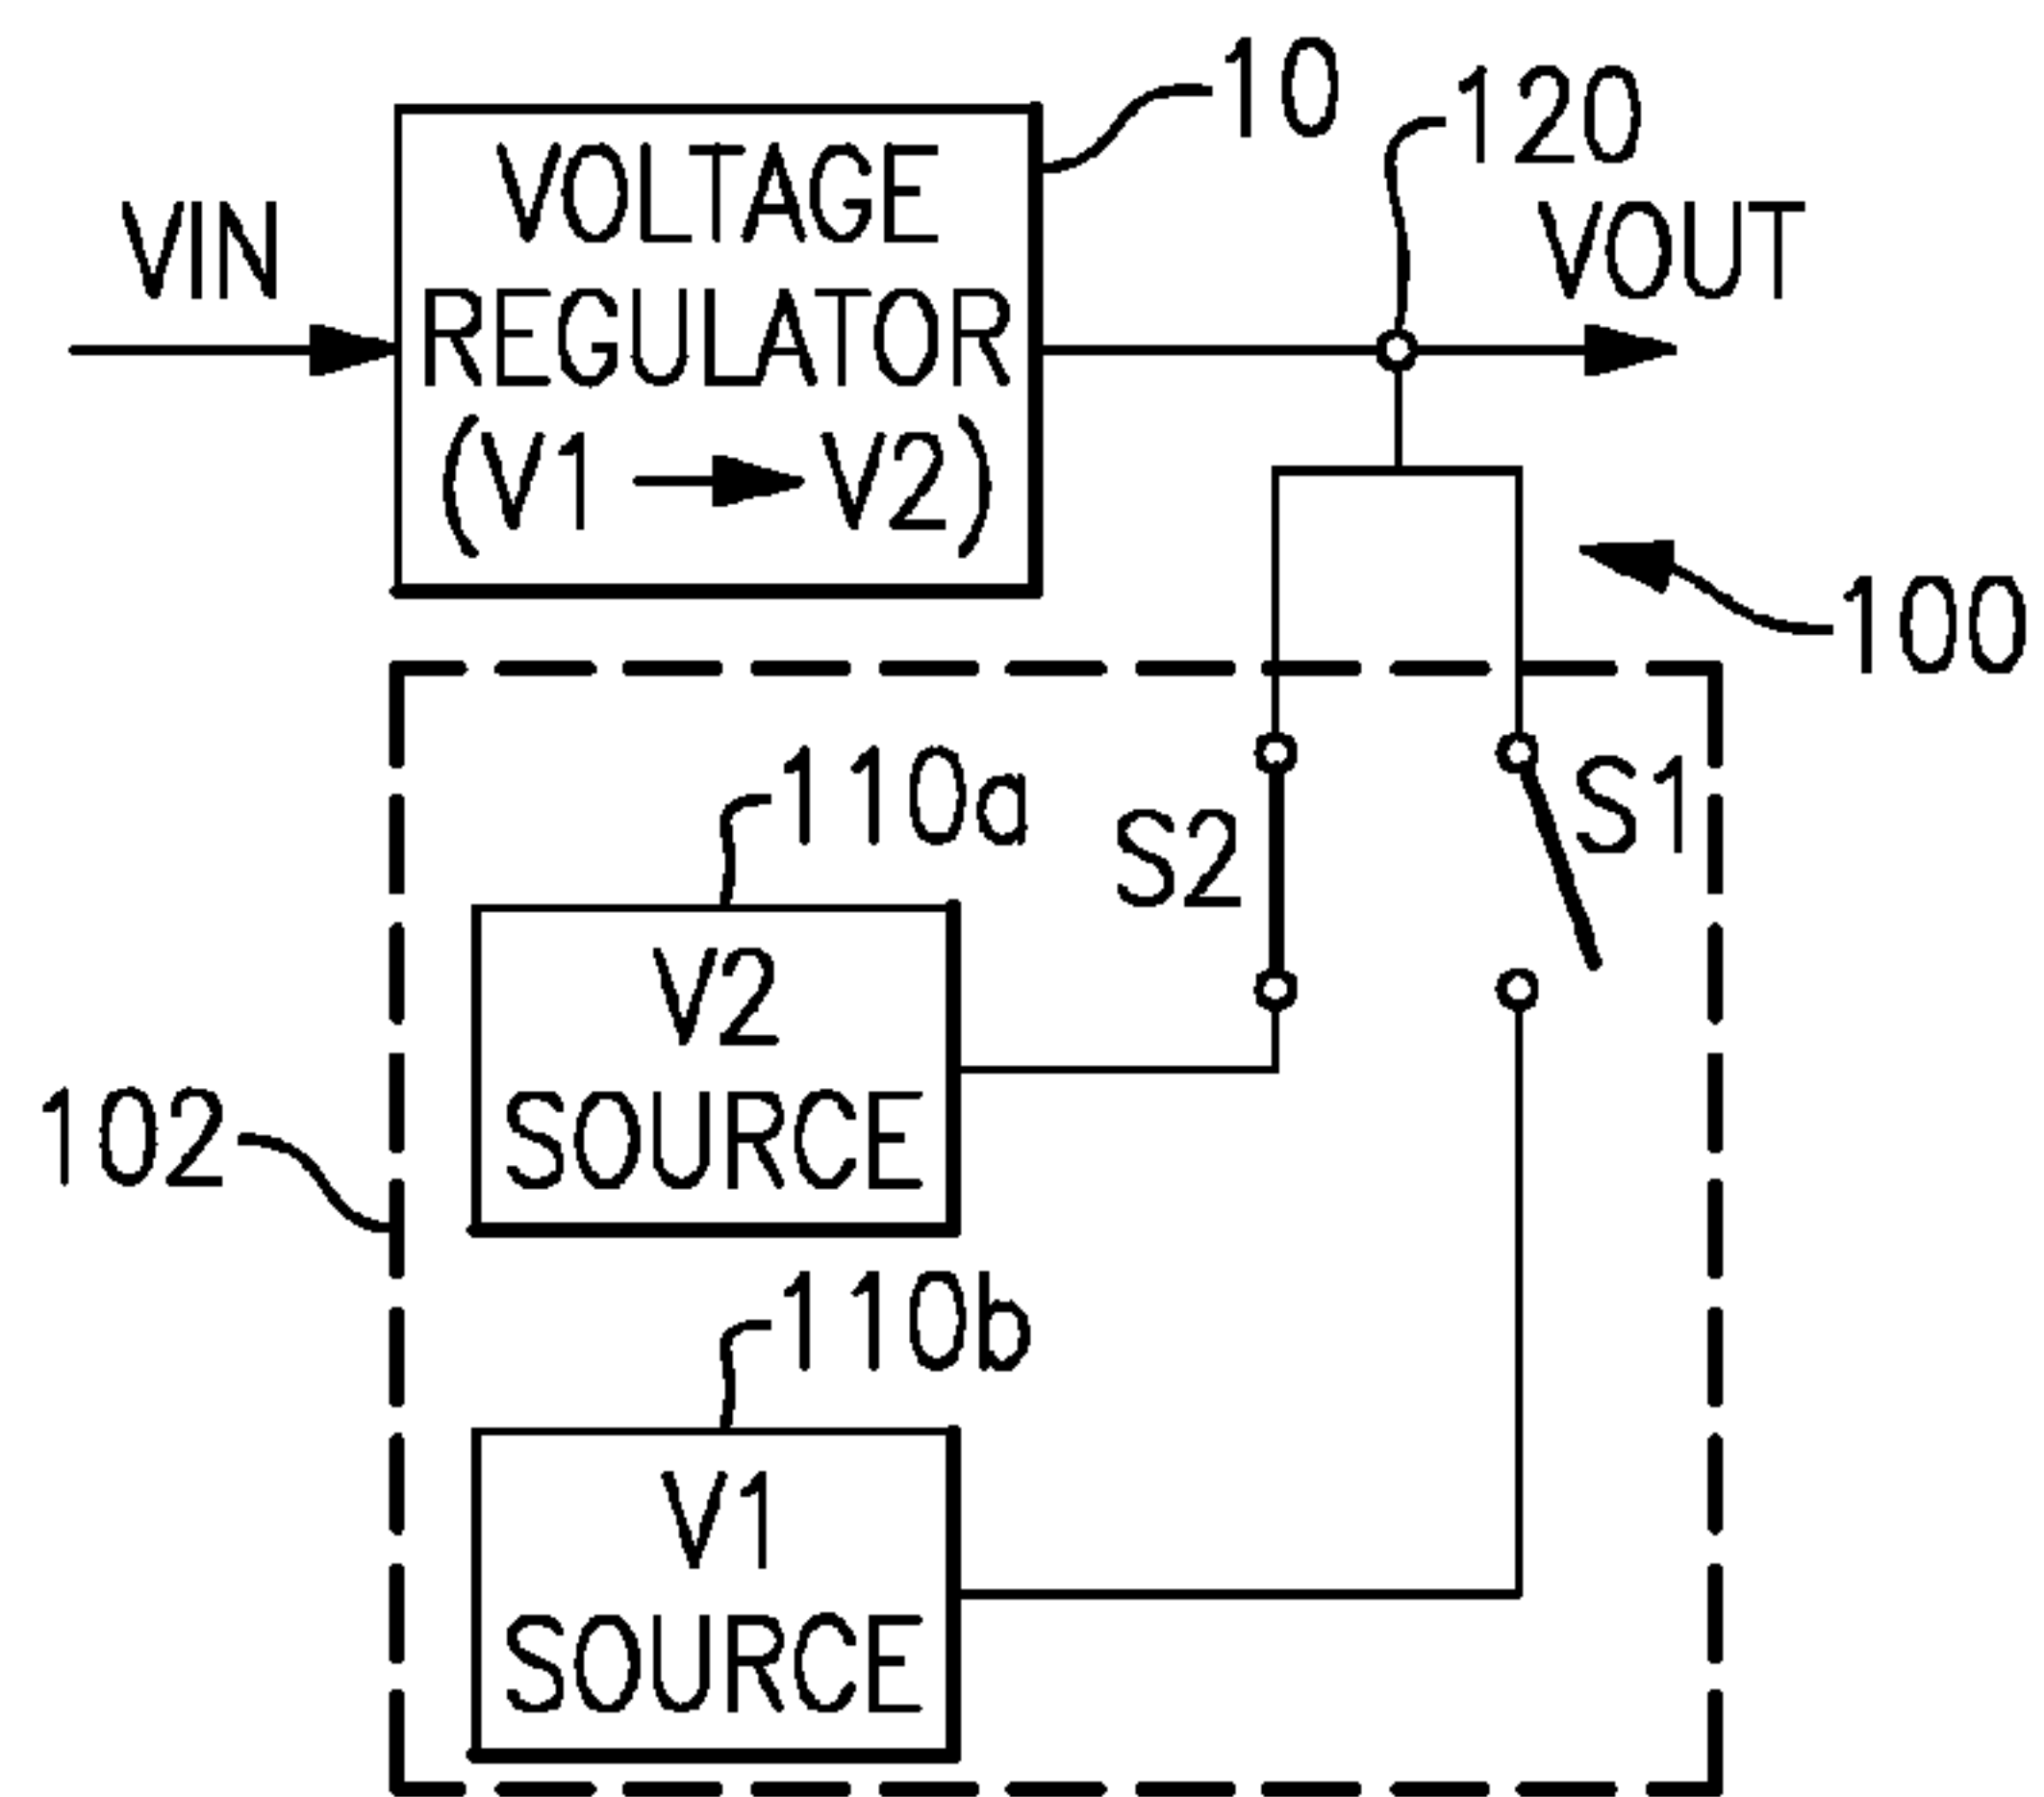 10
120
VIN
VOLTAGE
REGULATOR
(V1 → V2)
VOUT
100
110a
S2
S1
V2
SOURCE
102
110b
V1
SOURCE